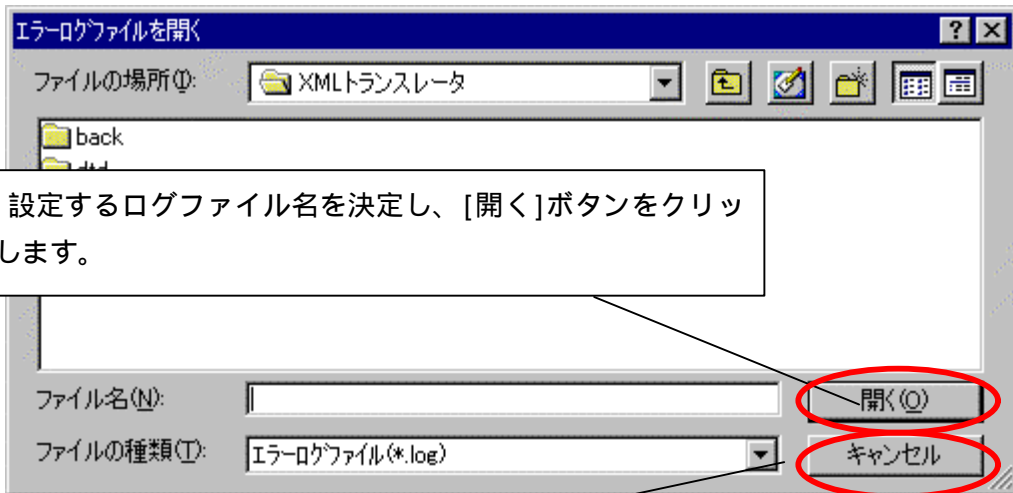 エラーログファイルを開く
ファイルの場所(I):
XMLトランスレータ
back
設定するログファイル名を決定し、[開く]ボタンをクリッ
します。
ファイル名(N):
開く(O)
ファイルの種類(T):
エラーログファイル(*.log)
キャンセル